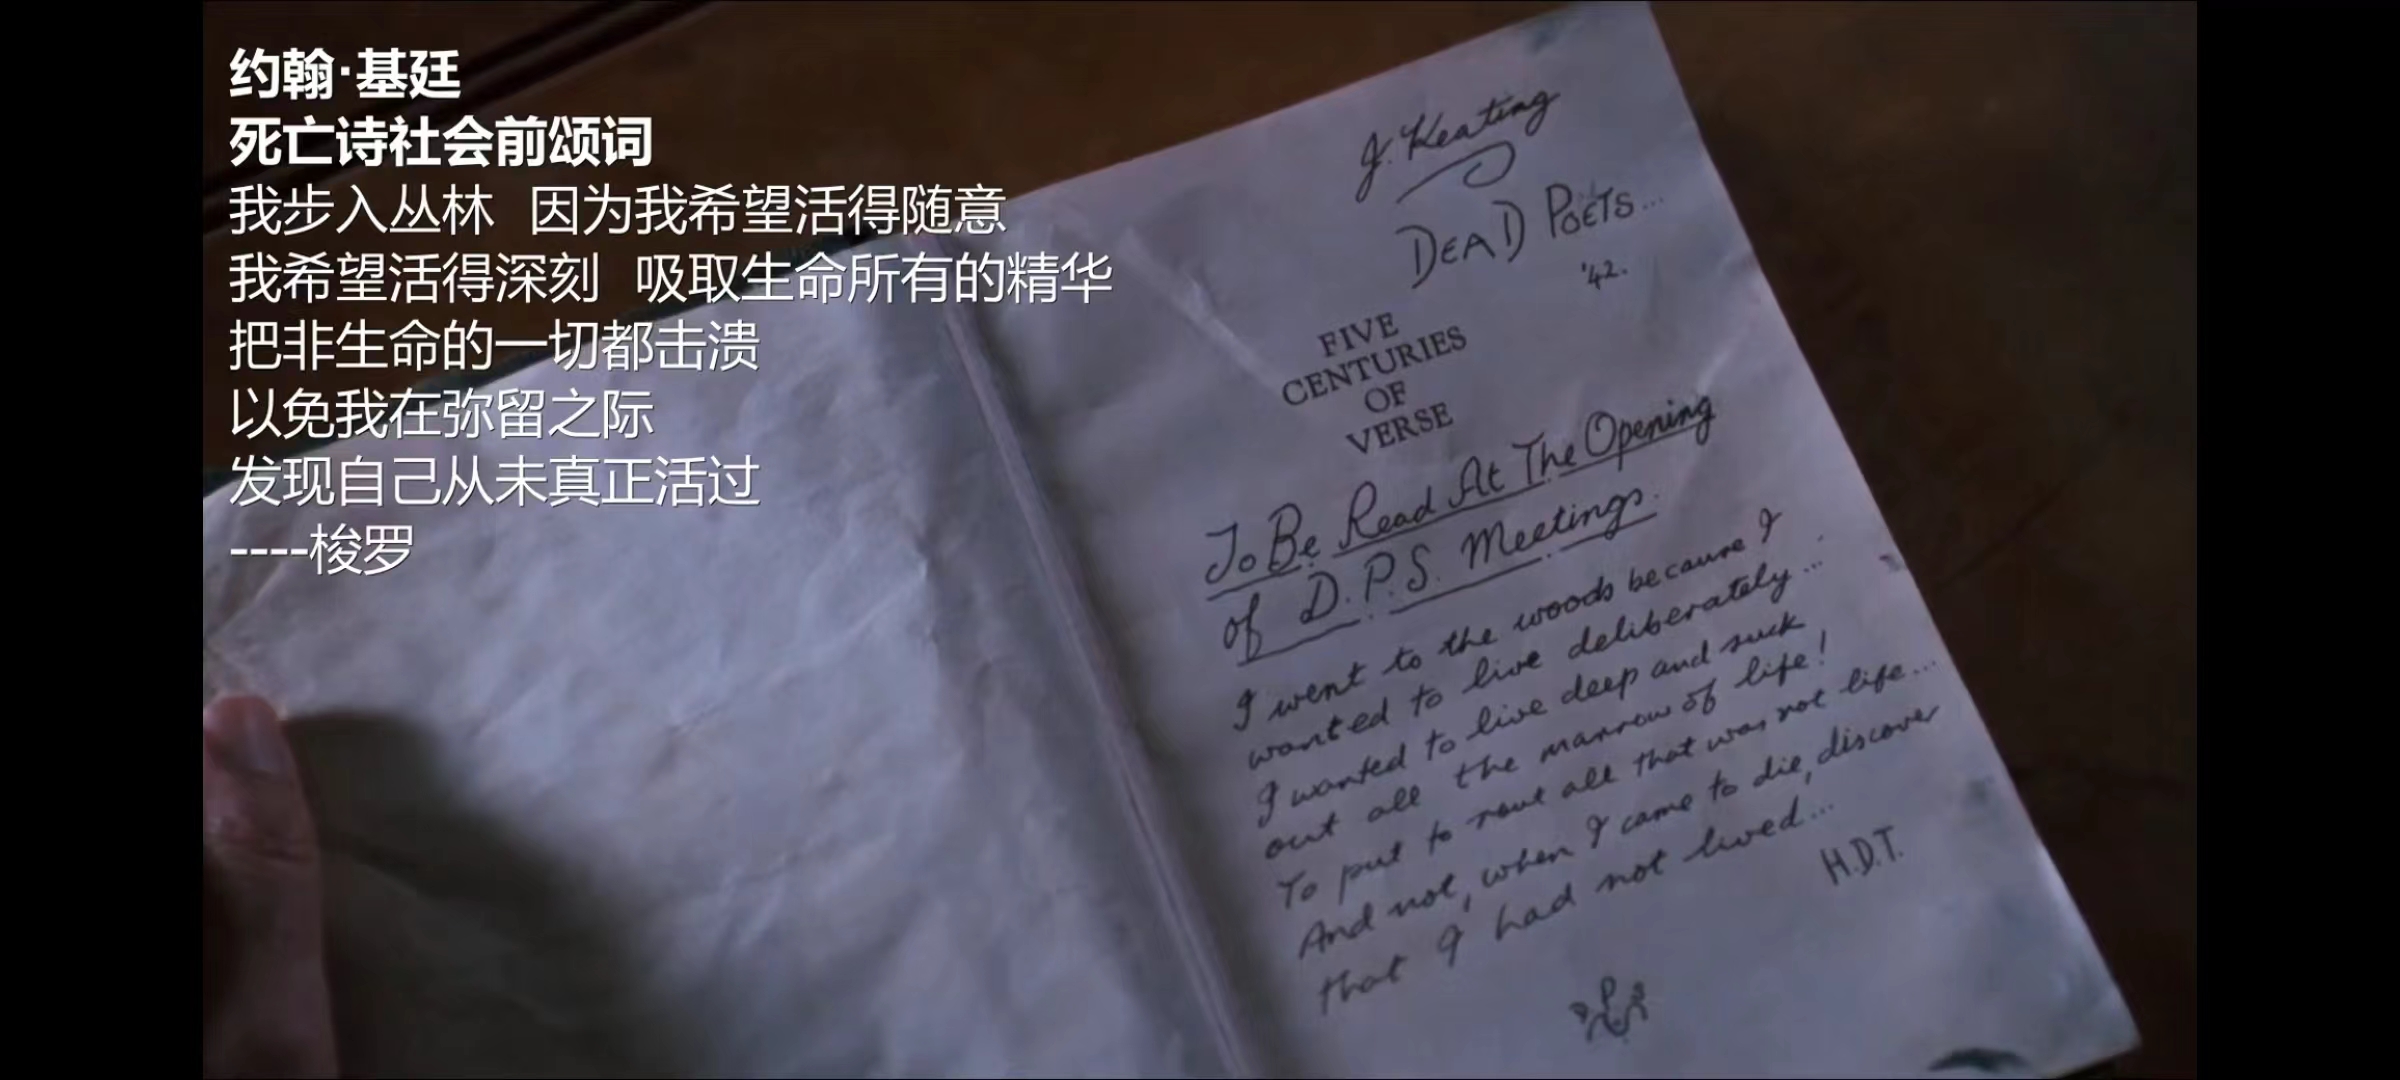 约翰·基廷
死亡诗社会前颂词
我步入丛林 因为我希望活得随意
我希望活得深刻 吸取生命所有的精华
把非生命的一切都击溃
以免我在弥留之际
发现自己从未真正活过
----梭罗
J. Keating
DEAD POETS...
'42.
FIVE
CENTURIES
OF
VERSE
To Be Read At The Opening
of D.P.S. Meetings.
I went to the woods because I
wanted to live deliberately...
I wanted to live deep and suck
out all the marrow of life!
To put to rout all that was not life...
And not, when I came to die, discover
that I had not lived...
H.D.T.
D P S